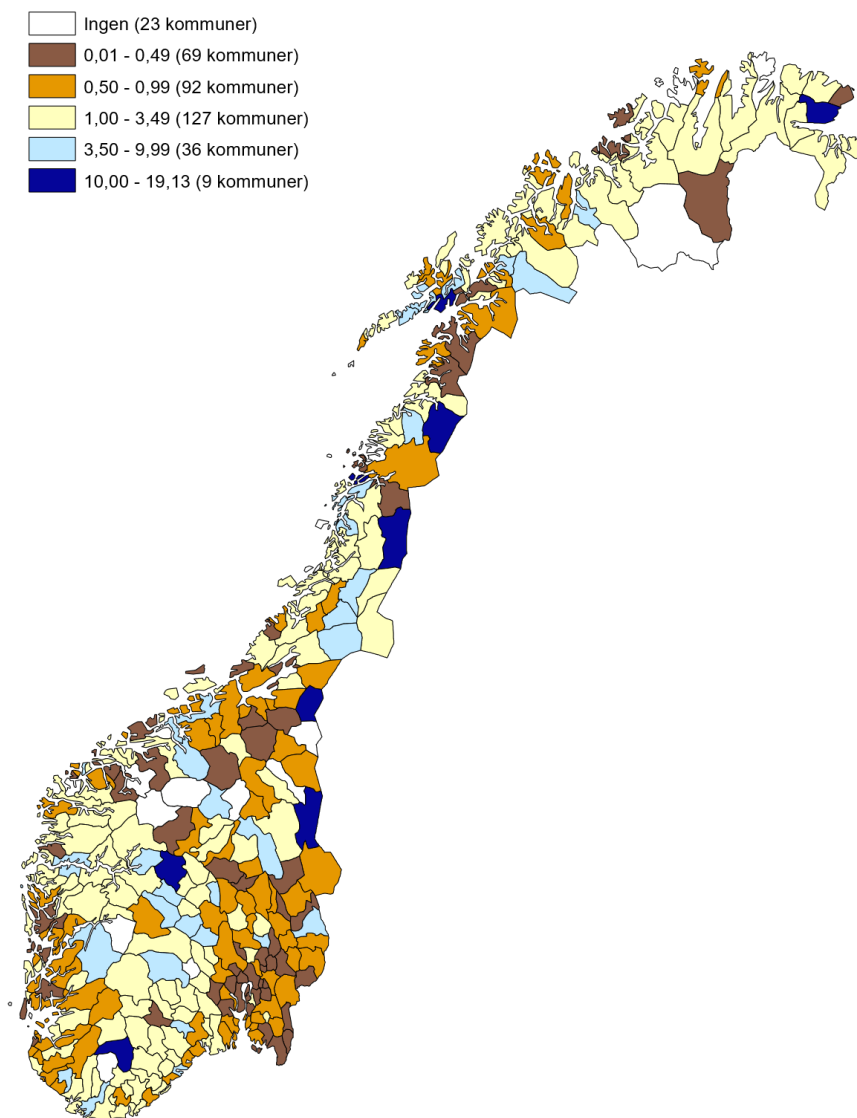 Ingen (23 kommuner)
0,01 - 0,49 (69 kommuner)
0,50 - 0,99 (92 kommuner)
1,00 - 3,49 (127 kommuner)
3,50 - 9,99 (36 kommuner)
10,00 - 19,13 (9 kommuner)